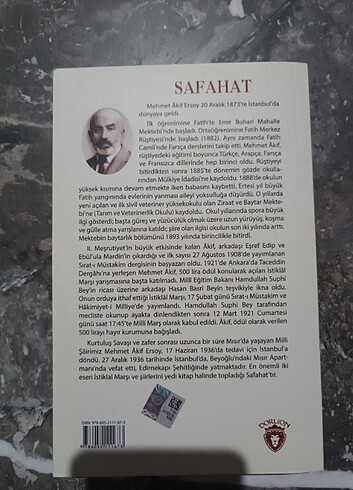 SAFAHAT
Mehmet Âkif Ersoy 20 Aralık 1873'te İstanbul'da
dünyaya geldi.
İlk öğrenimine Fatih'te Emir Buhari Mahalle
Mektebi'nde başladı. Ortaöğrenimine Fatih Merkez
Rüştiyesi'nde başladı (1882). Aynı zamanda Fatih
Camii'nde Farsça derslerini takip etti. Mehmet Âkif,
rüştiyedeki eğitimi boyunca Türkçe, Arapça, Farsça
ve Fransızca dillerinde hep birinci oldu. Rüştiyeyi
bitirdikten sonra 1885'te dönemin gözde okulla-
rından Mülkiye İdadisi'ne kaydoldu. 1888'de okulun
yüksek kısmına devam etmekte iken babasını kaybetti. Ertesi yıl büyük
Fatih yangınında evlerinin yanması aileyi yoksulluğa düşürdü. O yıllarda
yeni açılan ve ilk sivil veteriner yüksekokulu olan Ziraat ve Baytar Mekte-
bi'ne (Tarım ve Veterinerlik Okulu) kaydoldu. Okul yıllarında spora büyük
ilgi gösterdi; başta güreş ve yüzücülük olmak üzere uzun yürüyüş, koşma
ve gülle atma yarışlarına katıldı; şiire olan ilgisi okulun son iki yılında arttı.
Mektebin baytarlık bölümünü 1893 yılında birincilikle bitirdi.
II. Meşrutiyet'in büyük etkisinde kalan Âkif, arkadaşı Eşref Edip ve
Ebül'ula Mardin'in çıkardığı ve ilk sayısı 27 Ağustos 1908'de yayınlanan
Sırat-ı Müstakim dergisinin başyazarı oldu. 1921'de Ankara'da Taceddin
Dergâhı'na yerleşen Mehmet Âkif, 500 lira ödül konularak açılan İstiklâl
Marşı yarışmasına başta katılmadı. Millî Eğitim Bakanı Hamdullah Suphi
Bey'in ricası üzerine arkadaşı Hasan Basri Beyin teşvikiyle ikna oldu.
Onun orduya ithaf ettiği İstiklal Marşı, 17 Şubat günü Sırat-ı Müstakim ve
Hâkimiyet-i Milliye'de yayımlandı. Hamdullah Suphi Bey tarafından
mecliste okunup ayakta dinlendikten sonra 12 Mart 1921 Cumartesi
günü saat 17:45'te Milli Marş olarak kabul edildi. Âkif, ödül olarak verilen
500 lirayı hayır kurumuna bağışladı.
Kurtuluş Savaşı ve zafer sonrası uzunca bir süre Mısır'da yaşayan Milli
Şâirimiz Mehmet Âkif Ersoy, 17 Haziran 1936'da tedavi için İstanbul'a
döndü, 27 Aralık 1936 tarihinde İstanbul'da, Beyoğlu'ndaki Mısır Apart-
manı'nda vefat etti, Edirnekapı Şehitliğinde yatmaktadır. En önemli iki
eseri İstiklal Marşı ve şiirlerini yedi kitap halinde topladığı Safahat'tır.
DORLION